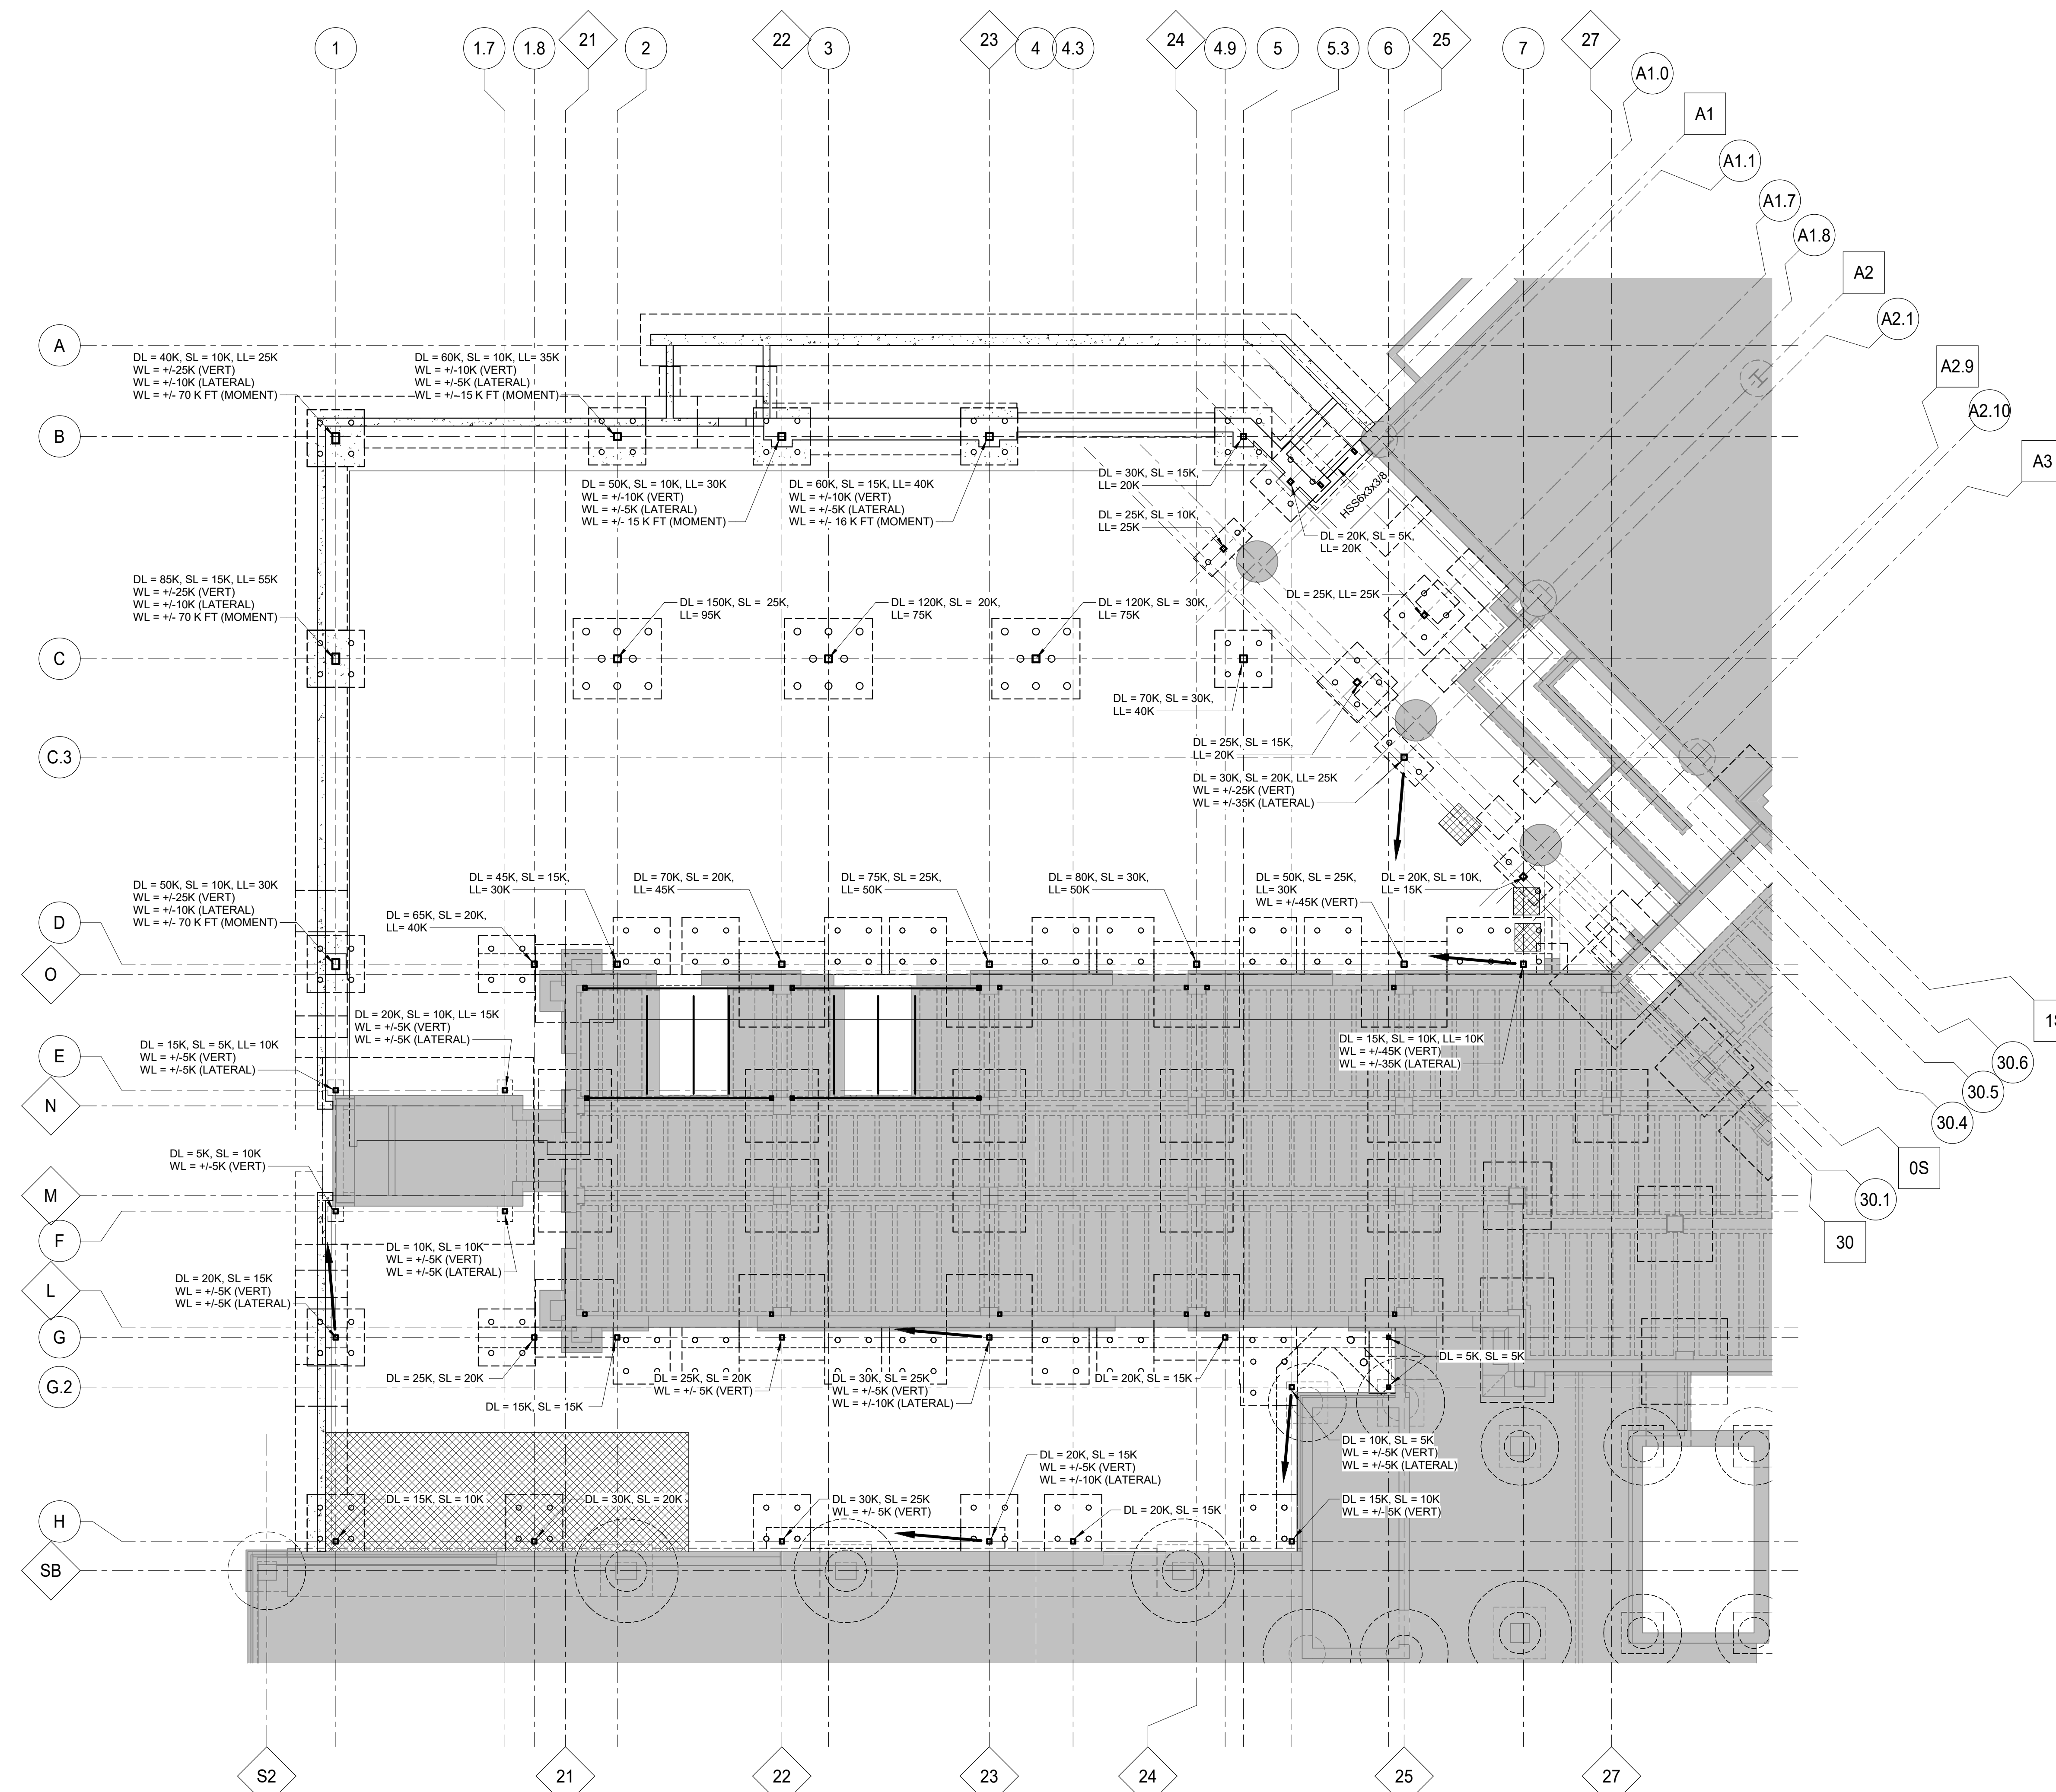 1
1.7
1.8
21
2
22
3
23
4
4.3
24
4.9
5
5.3
6
25
7
27
A1.0
A1
A1.1
A1.7
A1.8
A2
A2.1
A2.9
A2.10
A3
A
DL = 40K, SL = 10K, LL= 25K
WL = +/-25K (VERT)
WL = +/-10K (LATERAL)
WL = +/- 70 K FT (MOMENT)
DL = 60K, SL = 10K, LL= 35K
WL = +/-10K (VERT)
WL = +/-5K (LATERAL)
WL = +/--15 K FT (MOMENT)
B
DL = 50K, SL = 10K, LL= 30K
WL = +/-10K (VERT)
WL = +/-5K (LATERAL)
WL = +/- 15 K FT (MOMENT)
DL = 60K, SL = 15K, LL= 40K
WL = +/-10K (VERT)
WL = +/-5K (LATERAL)
WL = +/- 16 K FT (MOMENT)
DL = 30K, SL = 15K,
LL= 20K
HSS6x3x3/8
DL = 25K, SL = 10K,
LL= 25K
DL = 20K, SL = 5K,
LL= 20K
DL = 85K, SL = 15K, LL= 55K
WL = +/-25K (VERT)
WL = +/-10K (LATERAL)
WL = +/- 70 K FT (MOMENT)
DL = 150K, SL =  25K,
LL= 95K
DL = 120K, SL =  20K,
LL= 75K
DL = 120K, SL =  30K,
LL= 75K
DL = 25K, LL= 25K
C
DL = 70K, SL = 30K,
LL= 40K
DL = 25K, SL = 15K,
LL= 20K
C.3
DL = 30K, SL = 20K, LL= 25K
WL = +/-25K (VERT)
WL = +/-35K (LATERAL)
DL = 50K, SL = 10K, LL= 30K
WL = +/-25K (VERT)
WL = +/-10K (LATERAL)
WL = +/- 70 K FT (MOMENT)
DL = 65K, SL = 20K,
LL= 40K
DL = 45K, SL = 15K,
LL= 30K
DL = 70K, SL = 20K,
LL= 45K
DL = 75K, SL = 25K,
LL= 50K
DL = 80K, SL = 30K,
LL= 50K
DL = 50K, SL = 25K,
LL= 30K
WL = +/-45K (VERT)
DL = 20K, SL = 10K,
LL= 15K
D
O
DL = 20K, SL = 10K, LL= 15K
WL = +/-5K (VERT)
WL = +/-5K (LATERAL)
DL = 15K, SL = 5K, LL= 10K
WL = +/-5K (VERT)
WL = +/-5K (LATERAL)
DL = 15K, SL = 10K, LL= 10K
WL = +/-45K (VERT)
WL = +/-35K (LATERAL)
E
N
30.6
30.5
30.4
0S
30.1
30
DL = 5K, SL = 10K
WL = +/-5K (VERT)
M
F
DL = 10K, SL = 10K
WL = +/-5K (VERT)
WL = +/-5K (LATERAL)
DL = 20K, SL = 15K
WL = +/-5K (VERT)
WL = +/-5K (LATERAL)
L
G
G.2
DL = 25K, SL = 20K
DL = 15K, SL = 15K
DL = 25K, SL = 20K
WL = +/- 5K (VERT)
DL = 30K, SL = 25K
WL = +/-5K (VERT)
WL = +/-10K (LATERAL)
DL = 20K, SL = 15K
DL = 5K, SL = 5K
DL = 10K, SL = 5K
WL = +/-5K (VERT)
WL = +/-5K (LATERAL)
DL = 20K, SL = 15K
WL = +/-5K (VERT)
WL = +/-10K (LATERAL)
DL = 15K, SL = 10K
DL = 30K, SL = 20K
DL = 30K, SL = 25K
WL = +/- 5K (VERT)
DL = 20K, SL = 15K
DL = 15K, SL = 10K
WL = +/- 5K (VERT)
H
SB
S2
21
22
23
24
25
27